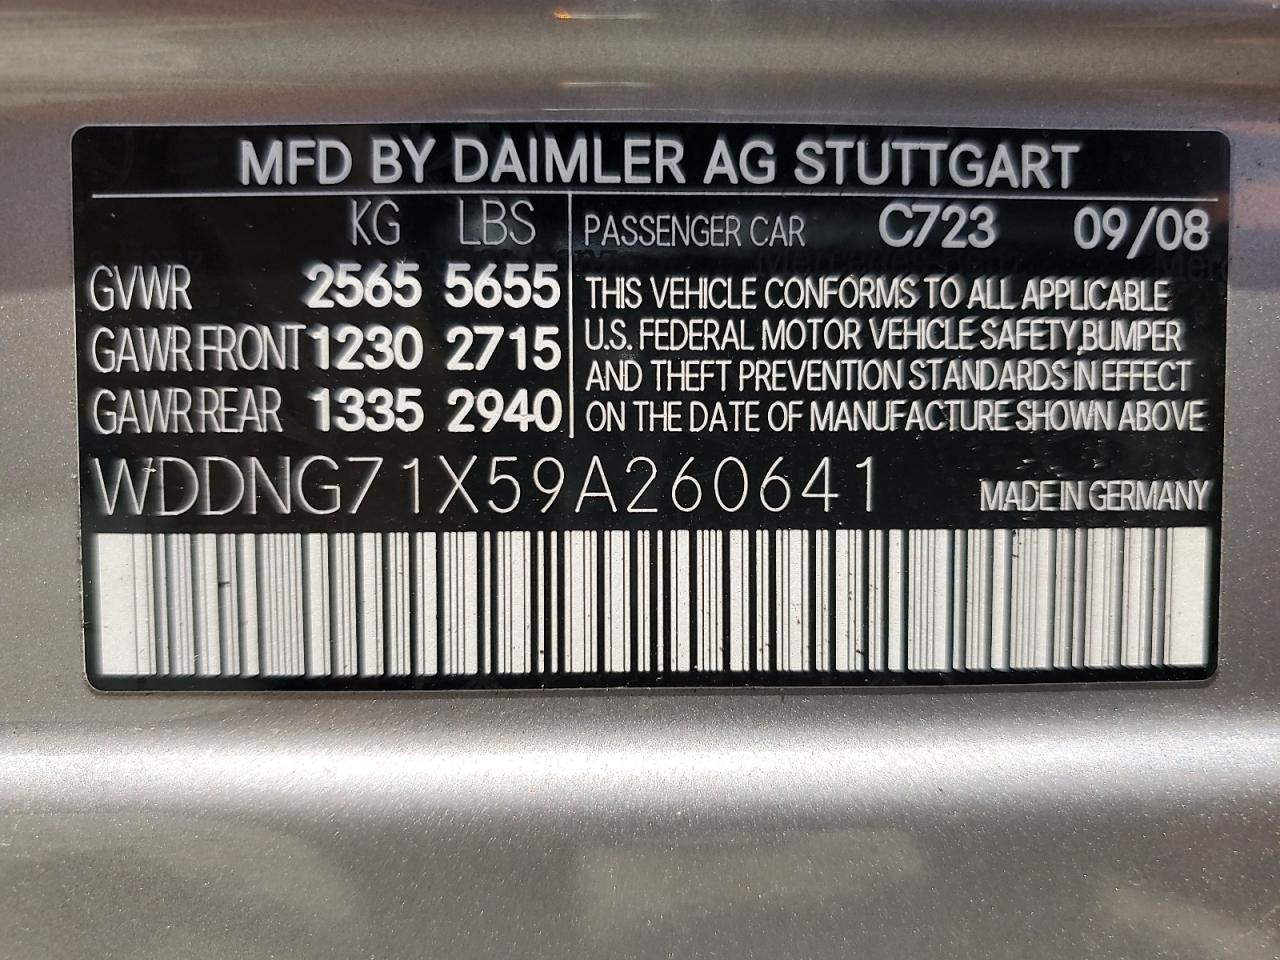 MFD BY DAIMLER AG STUTTGART
KG LBS
GVWR 2565 5655
GAWR FRONT 1230 2715
GAWR REAR 1335 2940
PASSENGER CAR C723 09/08
THIS VEHICLE CONFORMS TO ALL APPLICABLE
U.S. FEDERAL MOTOR VEHICLE SAFETY, BUMPER
AND THEFT PREVENTION STANDARDS IN EFFECT
ON THE DATE OF MANUFACTURE SHOWN ABOVE
WDDNG71X59A260641 MADE IN GERMANY